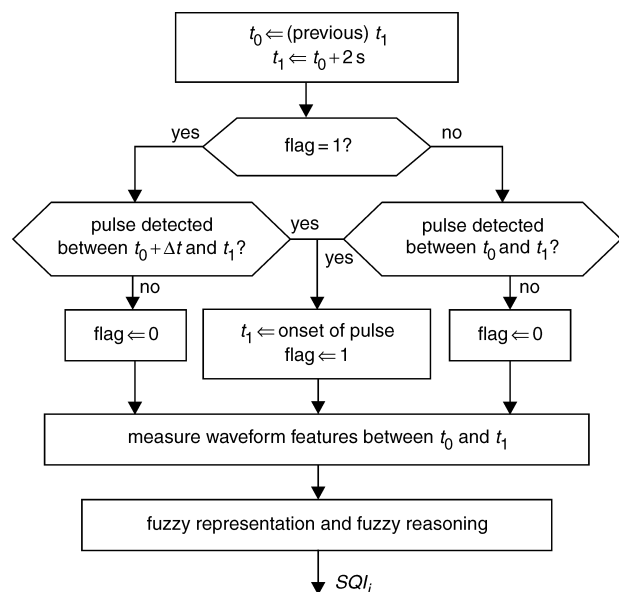 t0 ⇐ (previous) t1
t1 ⇐ t0 + 2 s
yes
flag = 1?
no
pulse detected
between t0 + Δt and t1?
yes
yes
pulse detected
between t0 and t1?
no
no
flag ⇐ 0
t1 ⇐ onset of pulse
flag ⇐ 1
flag ⇐ 0
measure waveform features between t0 and t1
fuzzy representation and fuzzy reasoning
SQIi